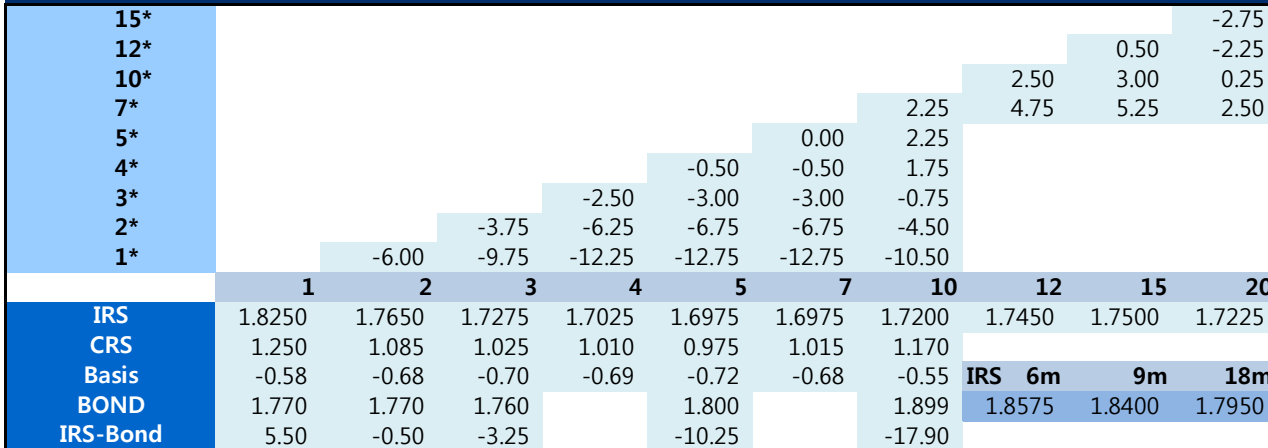 15* -2.75
12* 0.50 -2.25
10* 2.50 3.00 0.25
7* 2.25 4.75 5.25 2.50
5* 0.00 2.25
4* -0.50 -0.50 1.75
3* -2.50 -3.00 -3.00 -0.75
2* -3.75 -6.25 -6.75 -6.75 -4.50
1* -6.00 -9.75 -12.25 -12.75 -12.75 -10.50
1 2 3 4 5 7 10 12 15 20
IRS 1.8250 1.7650 1.7275 1.7025 1.6975 1.6975 1.7200 1.7450 1.7500 1.7225
CRS 1.250 1.085 1.025 1.010 0.975 1.015 1.170
Basis -0.58 -0.68 -0.70 -0.69 -0.72 -0.68 -0.55 IRS 6m 9m 18m
BOND 1.770 1.770 1.760 1.800 1.899 1.8575 1.8400 1.7950
IRS-Bond 5.50 -0.50 -3.25 -10.25 -17.90